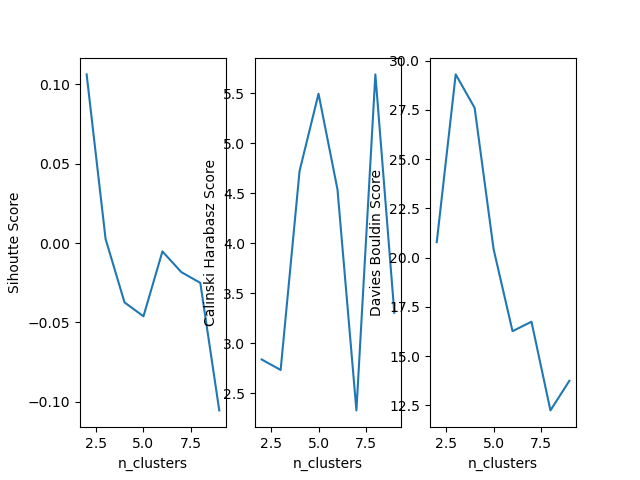 Sihoutte Score
0.10
0.05
0.00
−0.05
−0.10
2.5 5.0 7.5
n_clusters
Calinski Harabasz Score
5.5
5.0
4.5
4.0
3.5
3.0
2.5
2.5 5.0 7.5
n_clusters
Davies Bouldin Score
30.0
27.5
25.0
22.5
20.0
17.5
15.0
12.5
2.5 5.0 7.5
n_clusters